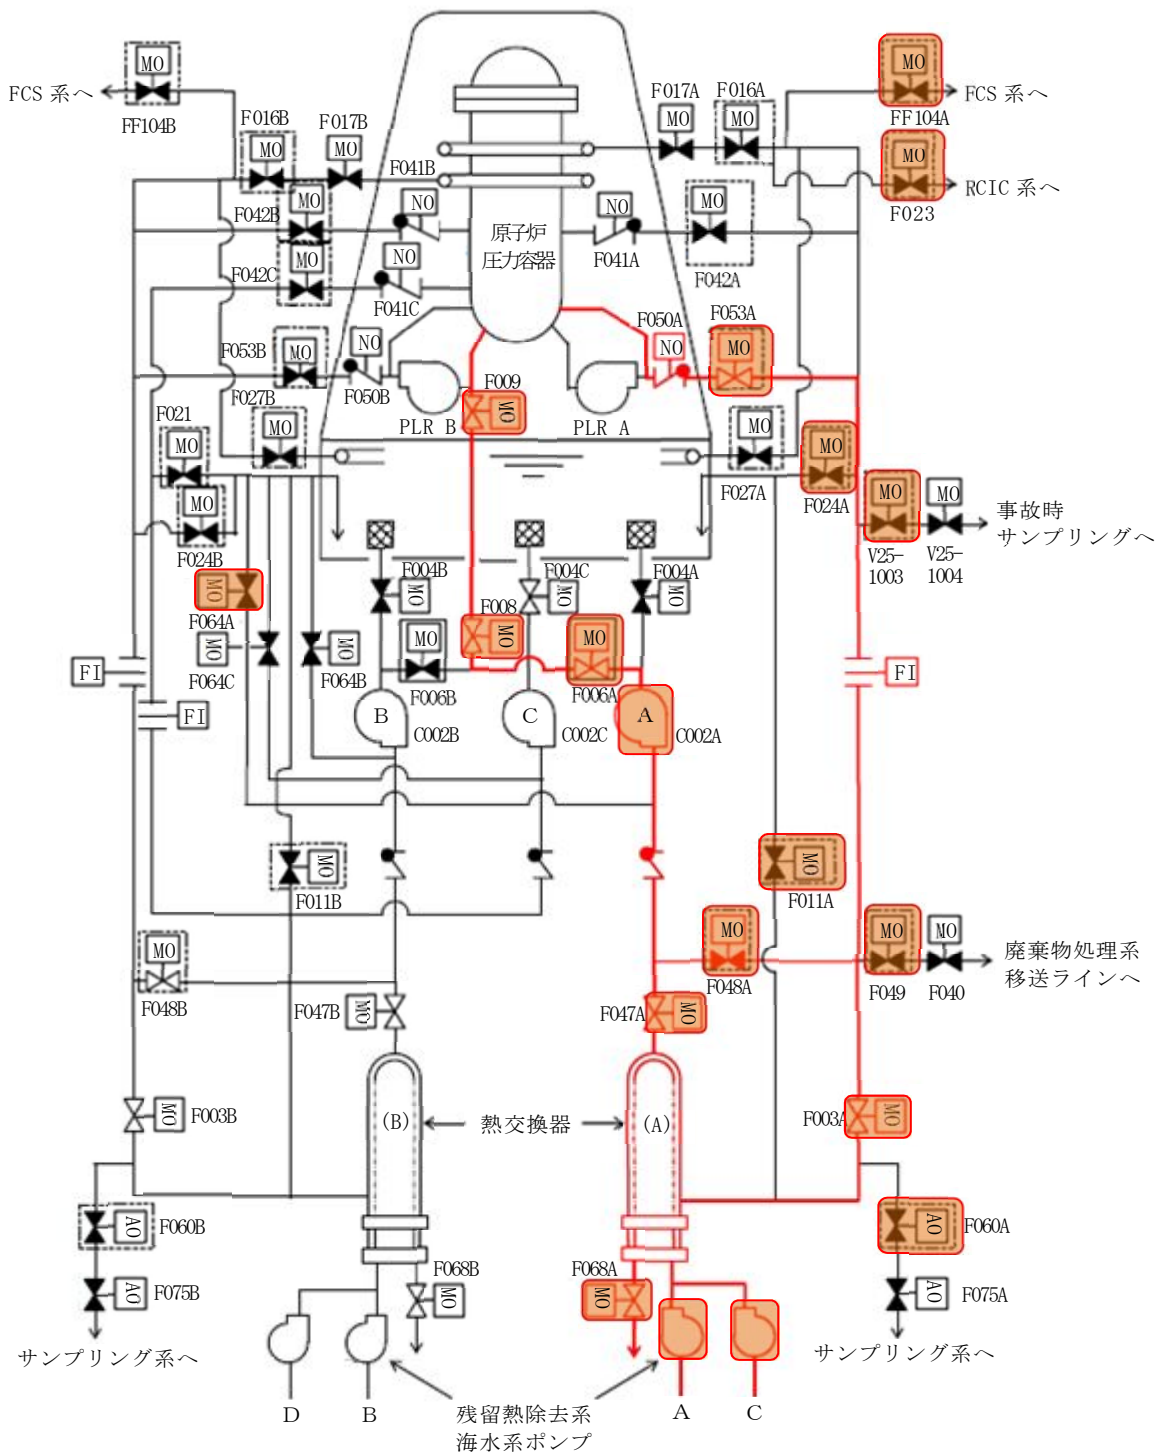 MO
FCS 系へ
FF104B
F016B
F017B
MO
MO
F041B
F017A
F016A
MO
MO
MO
FCS 系へ
FF104A
MO
RCIC 系へ
F023
MO
F042B
NO
原子炉
圧力容器
NO
F041A
MO
F042A
MO
F042C
NO
F041C
F053B
MO
NO
F050B
F050A
NO
F053A
MO
F009
MO
PLR B
PLR A
F021
MO
F027B
MO
MO
F027A
MO
F024A
MO
F024B
MO
V25-
1003
MO
V25-
1004
事故時
サンプリングへ
F004B
MO
F004C
MO
F004A
MO
MO
F064A
MO
F064C
MO
F064B
F008
MO
MO
F006B
MO
F006A
FI
FI
FI
B
C002B
C
C002C
A
C002A
MO
F011B
MO
F011A
MO
F048B
MO
F048A
MO
F049
MO
F040
廃棄物処理系
移送ラインへ
F047B
MO
F047A
MO
MO
F003B
(B)
熱交換器
(A)
F003A
MO
AO
F060B
AO
F060A
AO
F075B
F068B
MO
F068A
MO
AO
F075A
サンプリング系へ
サンプリング系へ
D
B
残留熱除去系
海水系ポンプ
A
C